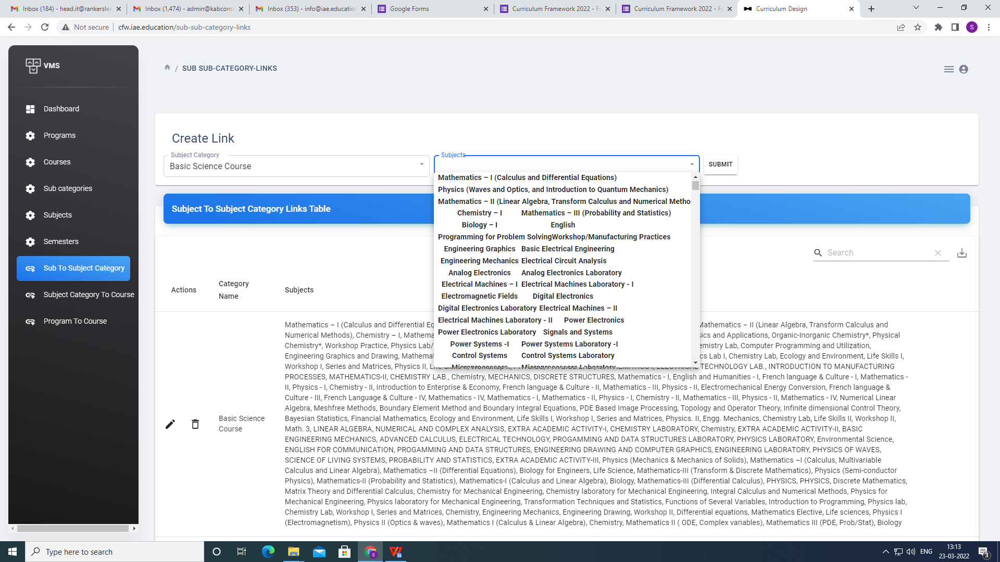 Inbox (184) - head.it@rankerslea
Inbox (1,474) - admin@kabcons
Inbox (353) - info@iae.education
Google Forms
Curriculum Framework 2022 - Fe
Curriculum Framework 2022 - Fe
Curriculum Design
Not secure
cfw.iae.education/sub-sub-category-links
S
VMS
/ SUB SUB-CATEGORY-LINKS
Dashboard
Programs
Courses
Sub categories
Subjects
Semesters
Sub To Subject Category
Subject Category To Course
Program To Course
Create Link
Subject Category
Basic Science Course
Subjects
SUBMIT
Mathematics – I (Calculus and Differential Equations)
Physics (Waves and Optics, and Introduction to Quantum Mechanics)
Mathematics – II (Linear Algebra, Transform Calculus and Numerical Metho
Chemistry – I Mathematics – III (Probability and Statistics)
Biology – I English
Programming for Problem SolvingWorkshop/Manufacturing Practices
Engineering Graphics Basic Electrical Engineering
Engineering Mechanics Electrical Circuit Analysis
Analog Electronics Analog Electronics Laboratory
Electrical Machines – I Electrical Machines Laboratory - I
Electromagnetic Fields Digital Electronics
Digital Electronics Laboratory Electrical Machines – II
Electrical Machines Laboratory - II Power Electronics
Power Electronics Laboratory Signals and Systems
Power Systems -I Power Systems Laboratory -I
Control Systems Control Systems Laboratory
Microprocessors Microprocessors Laboratory
Subject To Subject Category Links Table
Search
Actions
Category Name
Subjects
Basic Science
Course
Mathematics – I (Calculus and Differential Eq Mathematics – II (Linear Algebra, Transform Calculus and
Numerical Methods), Chemistry – I, Mathema sics and Applications, Organic-Inorganic Chemistry*, Physical
Chemistry*, Workshop Practice, Physics Lab/ emistry Lab, Computer Programming and Utilization,
Engineering Graphics and Drawing, Mathemat cs Lab I, Chemistry Lab, Ecology and Environment, Life Skills I,
Workshop I, Series and Matrices, Physics II, TECHNOLOGY LAB., INTRODUCTION TO MANUFACTURING
PROCESSES, MATHEMATICS-II, CHEMISTRY LAB., Chemistry, MECHANICS, DISCRETE STRUCTURES, Mathematics - I, English and Humanities - I, French language & Culture - I, Mathematics -
II, Physics - I, Chemistry - II, Introduction to Enterprise & Economy, French language & Culture - II, Mathematics - III, Physics - II, Electromechanical Energy Conversion, French language &
Culture - III, French Language & Culture - IV, Mathematics - IV, Mathematics - I, Mathematics - II, Physics - I, Chemistry - II, Mathematics - III, Physics - II, Mathematics - IV, Numerical Linear
Algebra, Meshfree Methods, Boundary Element Method and Boundary Integral Equations, PDE Based Image Processing, Topology and Operator Theory, Infinite dimensional Control Theory,
Bayesian Statistics, Financial Mathematics, Ecology and Environment, Life Skills I, Workshop I, Series and Matrices, Physics. II, Engg. Mechanics, Chemistry Lab, Life Skills II, Workshop II,
Math. 3, LINEAR ALGEBRA, NUMERICAL AND COMPLEX ANALYSIS, EXTRA ACADEMIC ACTIVITY-I, CHEMISTRY LABORATORY, Chemistry, EXTRA ACADEMIC ACTIVITY-II, BASIC
ENGINEERING MECHANICS, ADVANCED CALCULUS, ELECTRICAL TECHNOLOGY, PROGAMMING AND DATA STRUCTURES LABORATORY, PHYSICS LABORATORY, Environmental Science,
ENGLISH FOR COMMUNICATION, PROGAMMING AND DATA STRUCTURES, ENGINEERING DRAWING AND COMPUTER GRAPHICS, ENGINEERING LABORATORY, PHYSICS OF WAVES,
SCIENCE OF LIVING SYSTEMS, PROBABILITY AND STATISTICS, EXTRA ACADEMIC ACTIVITY-III, Physics (Mechanics & Mechanics of Solids), Mathematics –I (Calculus, Multivariable
Calculus and Linear Algebra), Mathematics –II (Differential Equations), Biology for Engineers, Life Science, Mathematics-III (Transform & Discrete Mathematics), Physics (Semi-conductor
Physics), Mathematics-II (Probability and Statistics), Mathematics-I (Calculus and Linear Algebra), Biology, Mathematics-III (Differential Calculus), PHYSICS, PHYSICS, Discrete Mathematics,
Matrix Theory and Differential Calculus, Chemistry for Mechanical Engineering, Chemistry laboratory for Mechanical Engineering, Integral Calculus and Numerical Methods, Physics for
Mechanical Engineering, Physics laboratory for Mechanical Engineering, Transformation Techniques and Statistics, Functions of Several Variables, Introduction to Programming, Physics lab,
Chemistry Lab, Workshop I, Series and Matrices, Chemistry, Engineering Mechanics, Engineering Drawing, Workshop II, Differential equations, Mathematics Elective, Life sciences, Physics I
(Electromagnetism), Physics II (Optics & waves), Mathematics I (Calculus & Linear Algebra), Chemistry, Mathematics II ( ODE, Complex variables), Mathematics III (PDE, Prob/Stat), Biology
Type here to search
ENG
13:13
23-03-2022
3